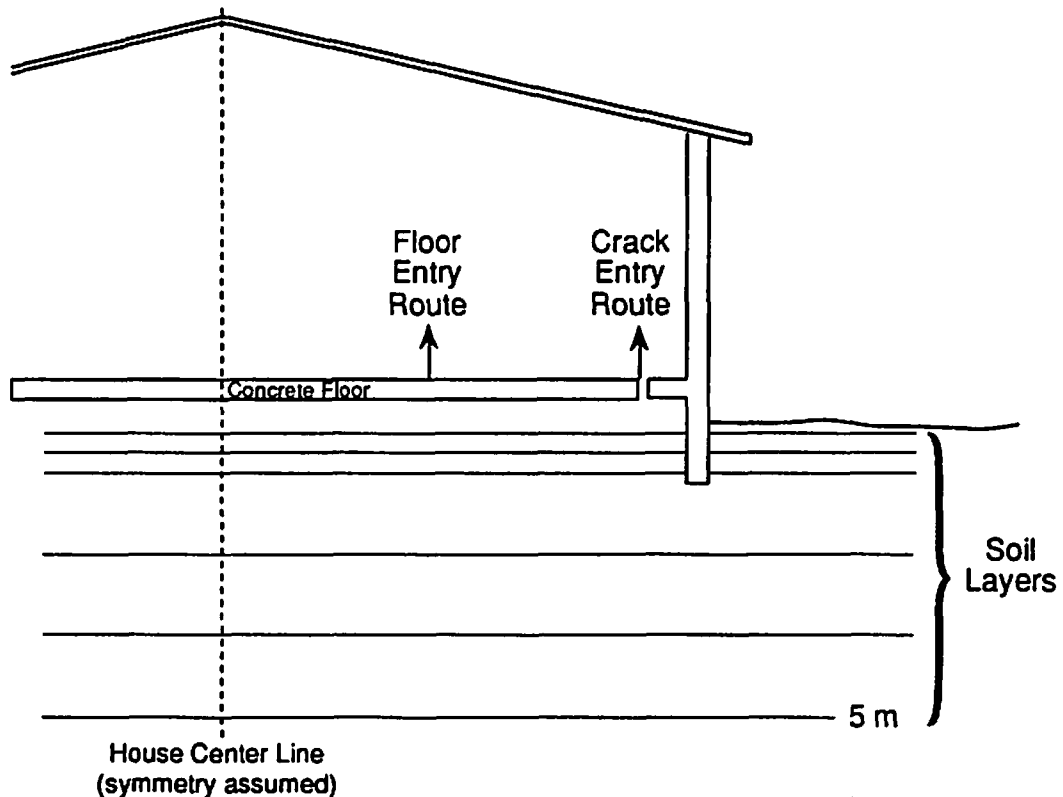 Floor
Entry
Route
Crack
Entry
Route
Concrete Floor
Soil
Layers
5 m
House Center Line
(symmetry assumed)